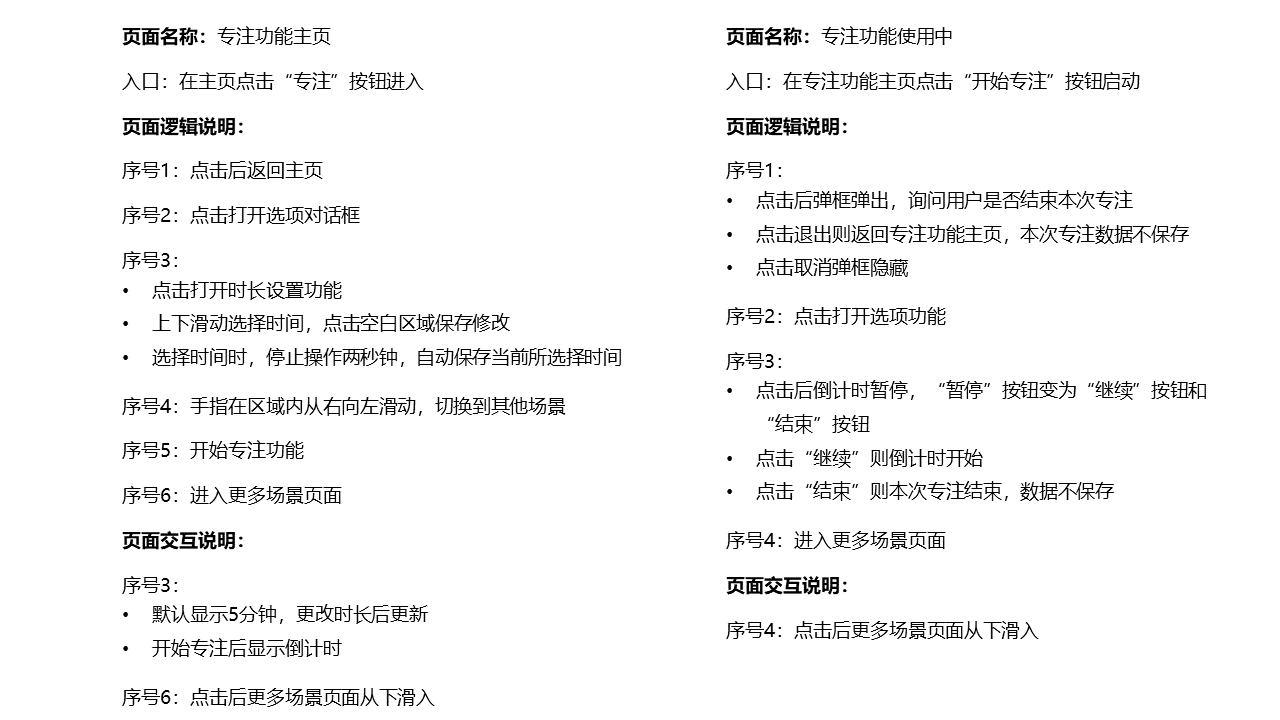 页面名称：专注功能主页
入口：在主页点击“专注”按钮进入
页面逻辑说明：
序号1：点击后返回主页
序号2：点击打开选项对话框
序号3：
• 点击打开时长设置功能
• 上下滑动选择时间，点击空白区域保存修改
• 选择时间时，停止操作两秒钟，自动保存当前所选择时间
序号4：手指在区域内从右向左滑动，切换到其他场景
序号5：开始专注功能
序号6：进入更多场景页面
页面交互说明：
序号3：
• 默认显示5分钟，更改时长后更新
• 开始专注后显示倒计时
序号6：点击后更多场景页面从下滑入
页面名称：专注功能使用中
入口：在专注功能主页点击“开始专注”按钮启动
页面逻辑说明：
序号1：
• 点击后弹框弹出，询问用户是否结束本次专注
• 点击退出则返回专注功能主页，本次专注数据不保存
• 点击取消弹框隐藏
序号2：点击打开选项功能
序号3：
• 点击后倒计时暂停，“暂停”按钮变为“继续”按钮和
“结束”按钮
• 点击“继续”则倒计时开始
• 点击“结束”则本次专注结束，数据不保存
序号4：进入更多场景页面
页面交互说明：
序号4：点击后更多场景页面从下滑入